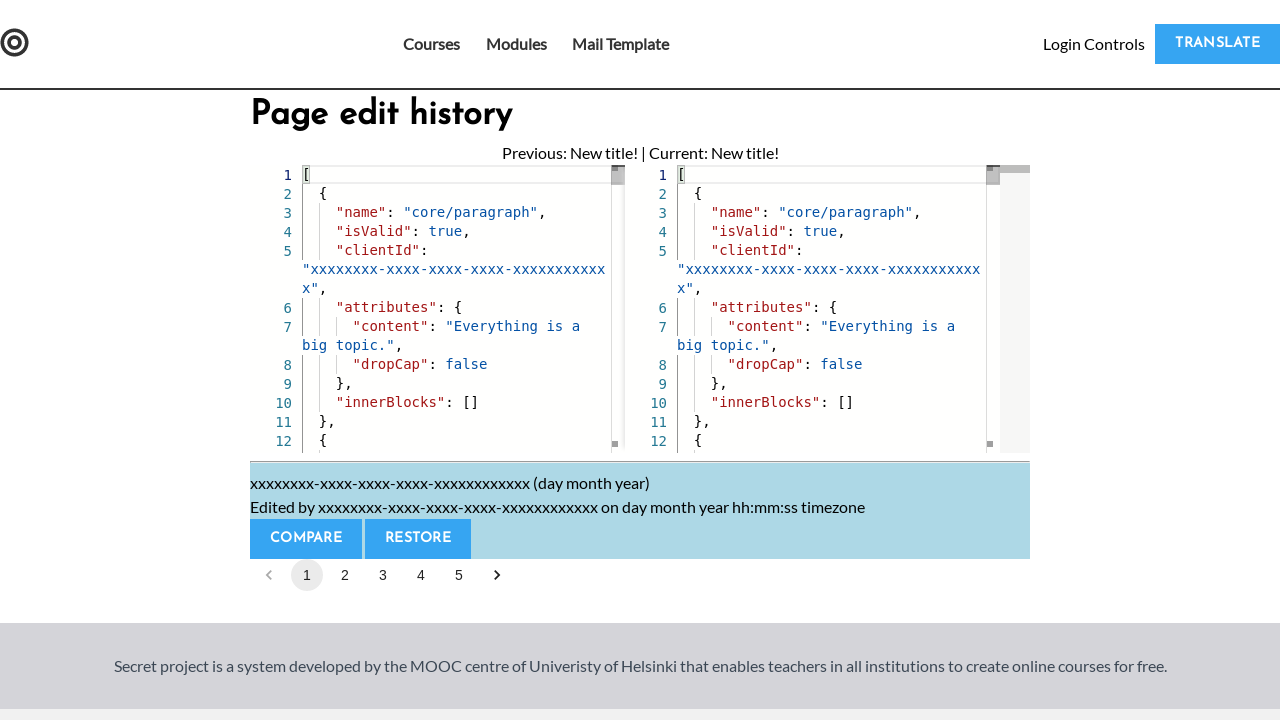 Courses Modules Mail Template Login Controls TRANSLATE
Page edit history
Previous: New title! | Current: New title!
1 [
2 {
3 "name": "core/paragraph",
4 "isValid": true,
5 "clientId":
"xxxxxxxx-xxxx-xxxx-xxxx-xxxxxxxxxxx
x",
6 "attributes": {
7 "content": "Everything is a
big topic.",
8 "dropCap": false
9 },
10 "innerBlocks": []
11 },
12 {
1 [
2 {
3 "name": "core/paragraph",
4 "isValid": true,
5 "clientId":
"xxxxxxxx-xxxx-xxxx-xxxx-xxxxxxxxxxx
x",
6 "attributes": {
7 "content": "Everything is a
big topic.",
8 "dropCap": false
9 },
10 "innerBlocks": []
11 },
12 {
xxxxxxxx-xxxx-xxxx-xxxx-xxxxxxxxxxxx (day month year)
Edited by xxxxxxxx-xxxx-xxxx-xxxx-xxxxxxxxxxxx on day month year hh:mm:ss timezone
COMPARE RESTORE
1 2 3 4 5
Secret project is a system developed by the MOOC centre of Univeristy of Helsinki that enables teachers in all institutions to create online courses for free.